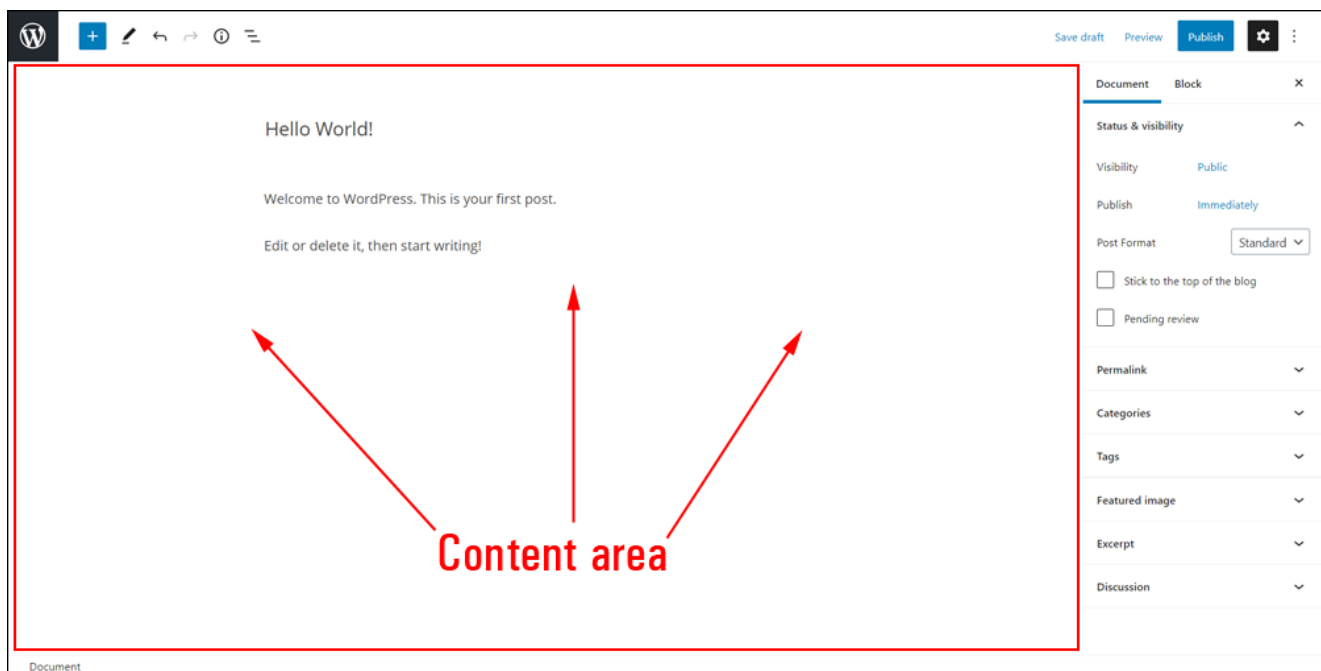 Save draft Preview Publish
Document Block
Hello World!
Welcome to WordPress. This is your first post.
Edit or delete it, then start writing!
Content area
Status & visibility
Visibility Public
Publish Immediately
Post Format Standard
Stick to the top of the blog
Pending review
Permalink
Categories
Tags
Featured image
Excerpt
Discussion
Document